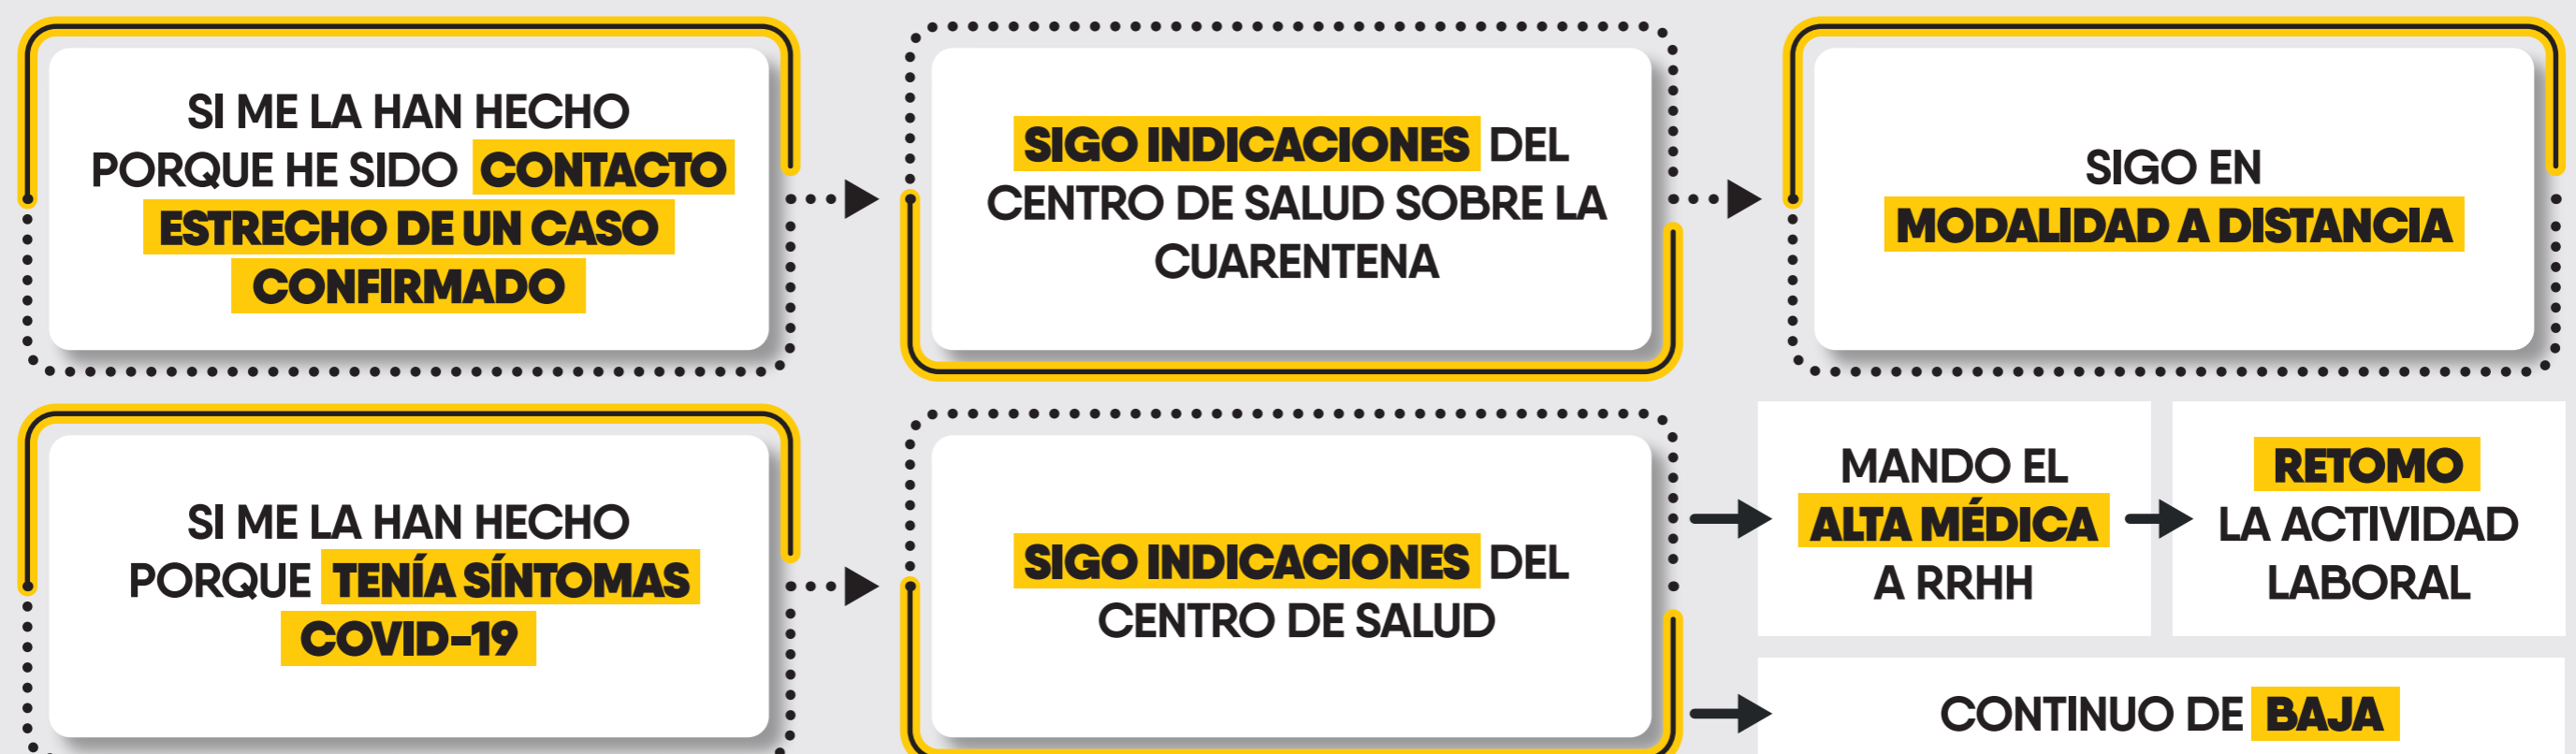 SI ME LA HAN HECHO
PORQUE HE SIDO CONTACTO
ESTRECHO DE UN CASO
CONFIRMADO
SIGO INDICACIONES DEL
CENTRO DE SALUD SOBRE LA
CUARENTENA
SIGO EN
MODALIDAD A DISTANCIA
SI ME LA HAN HECHO
PORQUE TENÍA SÍNTOMAS
COVID-19
SIGO INDICACIONES DEL
CENTRO DE SALUD
MANDO EL
ALTA MÉDICA
A RRHH
RETOMO
LA ACTIVIDAD
LABORAL
CONTINUO DE BAJA